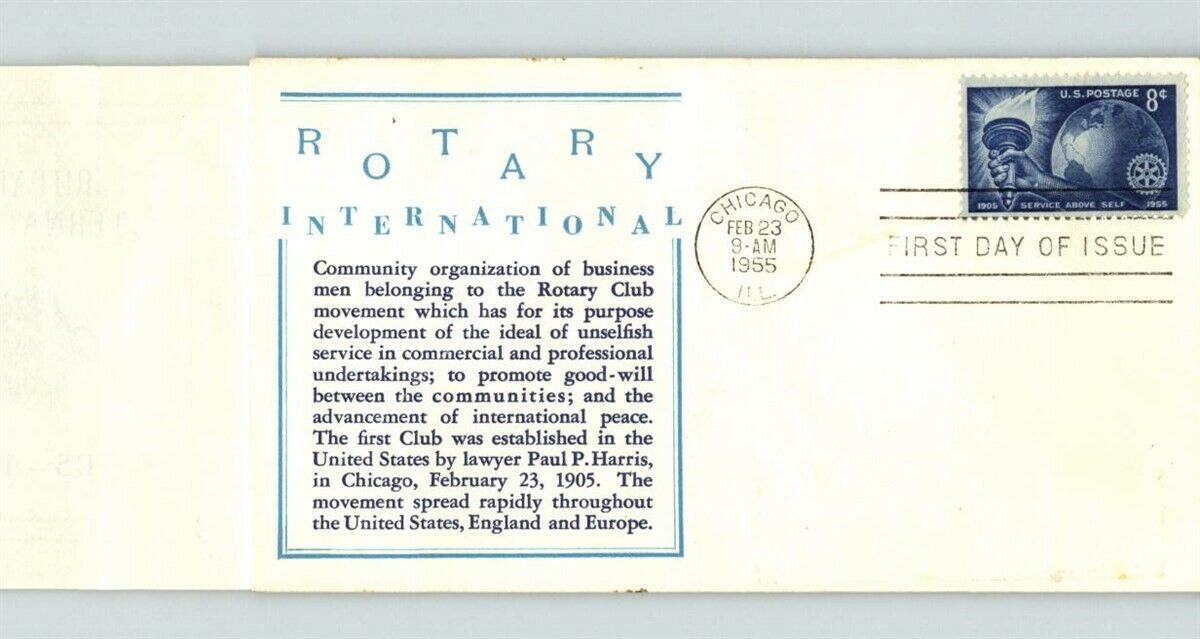 ROTARY
INTERNATIONAL
Community organization of business
men belonging to the Rotary Club
movement which has for its purpose
development of the ideal of unselfish
service in commercial and professional
undertakings; to promote good-will
between the communities; and the
advancement of international peace.
The first Club was established in the
United States by lawyer Paul P. Harris,
in Chicago, February 23, 1905. The
movement spread rapidly throughout
the United States, England and Europe.
CHICAGO
FEB 23
9-AM
1955
ILL.
U.S. POSTAGE 8¢
1905 SERVICE ABOVE SELF 1955
FIRST DAY OF ISSUE